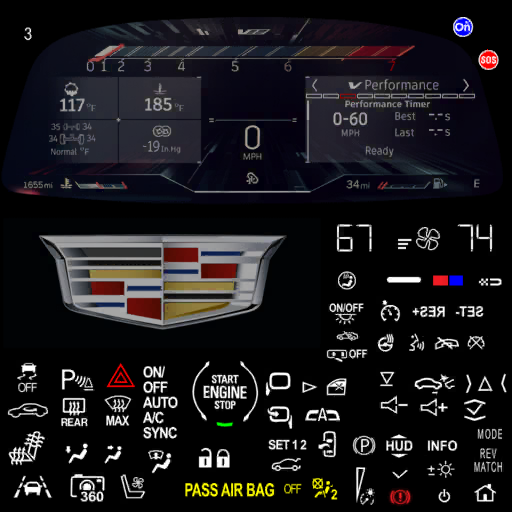 3
On
SOS
0 1 2 3 4 5 6 7
Performance
Performance Timer
117 °F
185 °F
0-60
MPH
Best --.- s
Last --.- s
35 34
34 34
Normal °F
-19 In.Hg
0
MPH
Ready
1655 mi
34 mi
E
67
74
ON/OFF
RES+
SET-
OFF
OFF
P
ON/
OFF
AUTO
A/C
SYNC
REAR
MAX
START
ENGINE
STOP
A
A
SET 1 2
P
HUD
INFO
MODE
REV
MATCH
360
PASS AIR BAG OFF
2